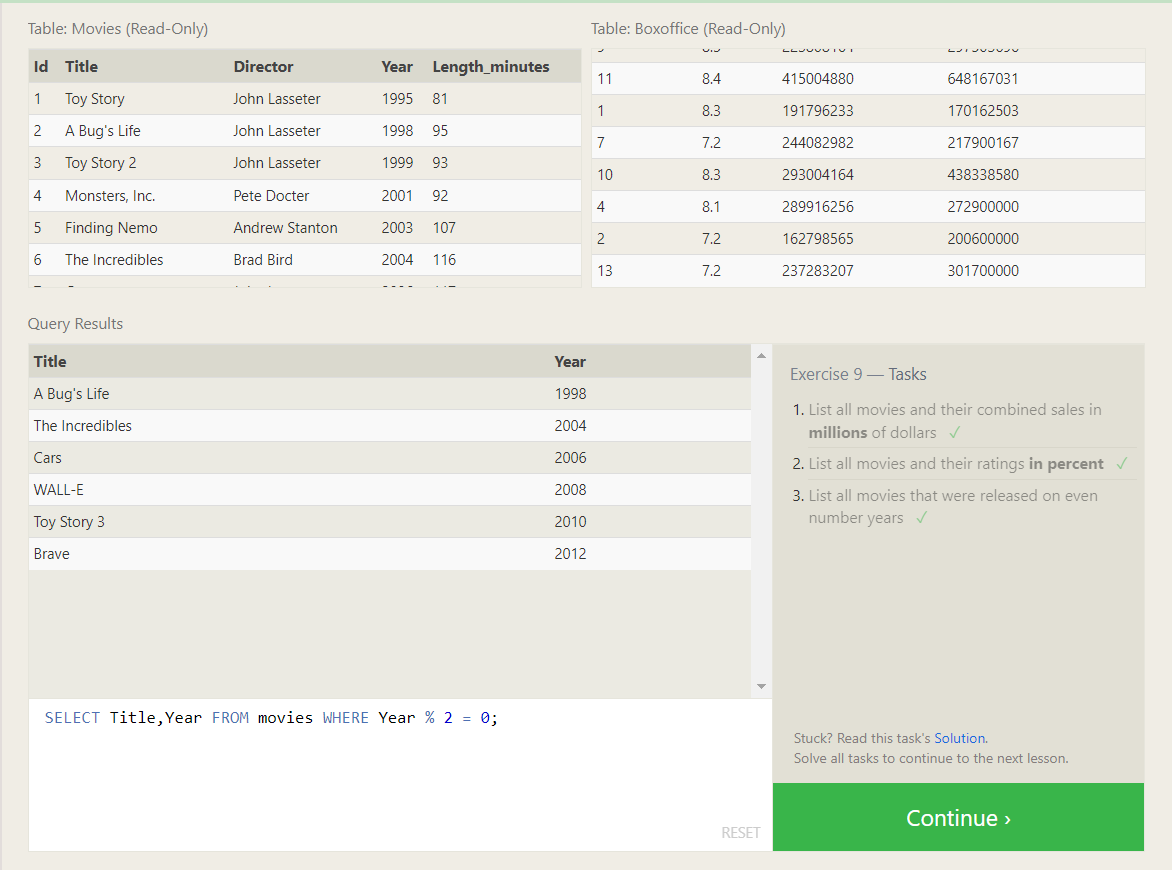 Table: Movies (Read-Only)
Id Title Director Year Length_minutes
1 Toy Story John Lasseter 1995 81
2 A Bug's Life John Lasseter 1998 95
3 Toy Story 2 John Lasseter 1999 93
4 Monsters, Inc. Pete Docter 2001 92
5 Finding Nemo Andrew Stanton 2003 107
6 The Incredibles Brad Bird 2004 116
Table: Boxoffice (Read-Only)
11 8.4 415004880 648167031
1 8.3 191796233 170162503
7 7.2 244082982 217900167
10 8.3 293004164 438338580
4 8.1 289916256 272900000
2 7.2 162798565 200600000
13 7.2 237283207 301700000
Query Results
Title Year
A Bug's Life 1998
The Incredibles 2004
Cars 2006
WALL-E 2008
Toy Story 3 2010
Brave 2012
SELECT Title,Year FROM movies WHERE Year % 2 = 0;
RESET
Exercise 9 — Tasks
1. List all movies and their combined sales in
millions of dollars ✓
2. List all movies and their ratings in percent ✓
3. List all movies that were released on even
number years ✓
Stuck? Read this task's Solution.
Solve all tasks to continue to the next lesson.
Continue ›